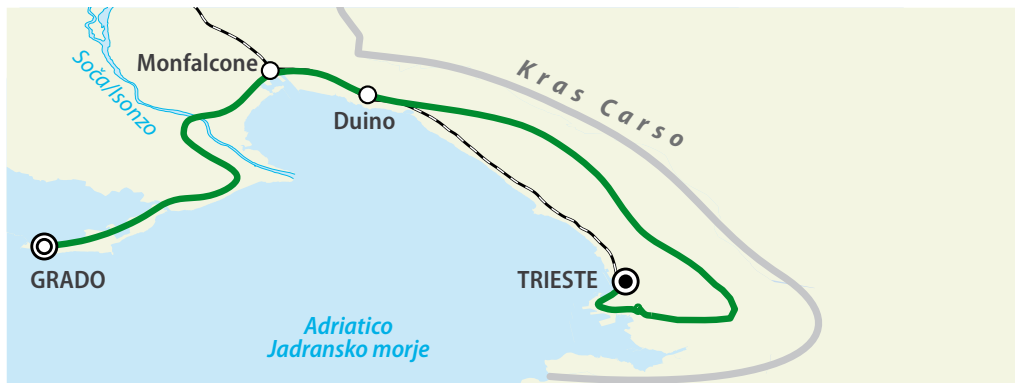 Soča/Isonzo
Monfalcone
Kras Carso
Duino
GRADO
TRIESTE
Adriatico
Jadransko morje